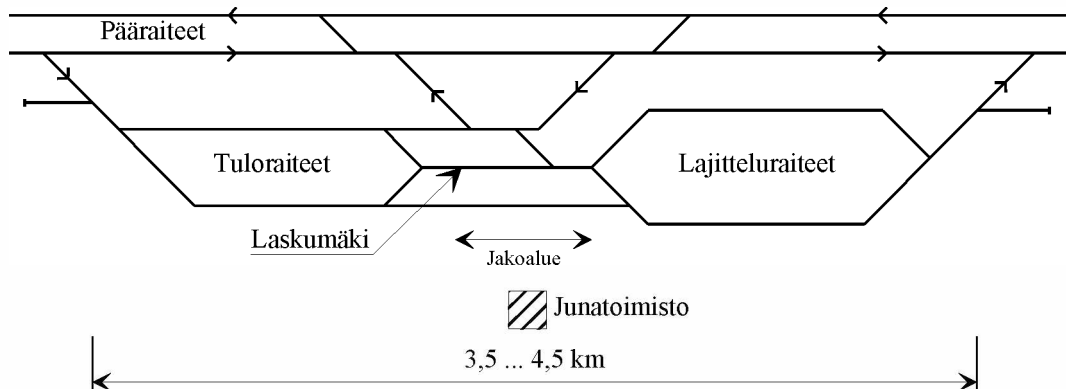 Pääraiteet
Tuloraiteet
Lajitteluraiteet
Laskumäki
Jakoalue
Junatoimisto
3,5 ... 4,5 km